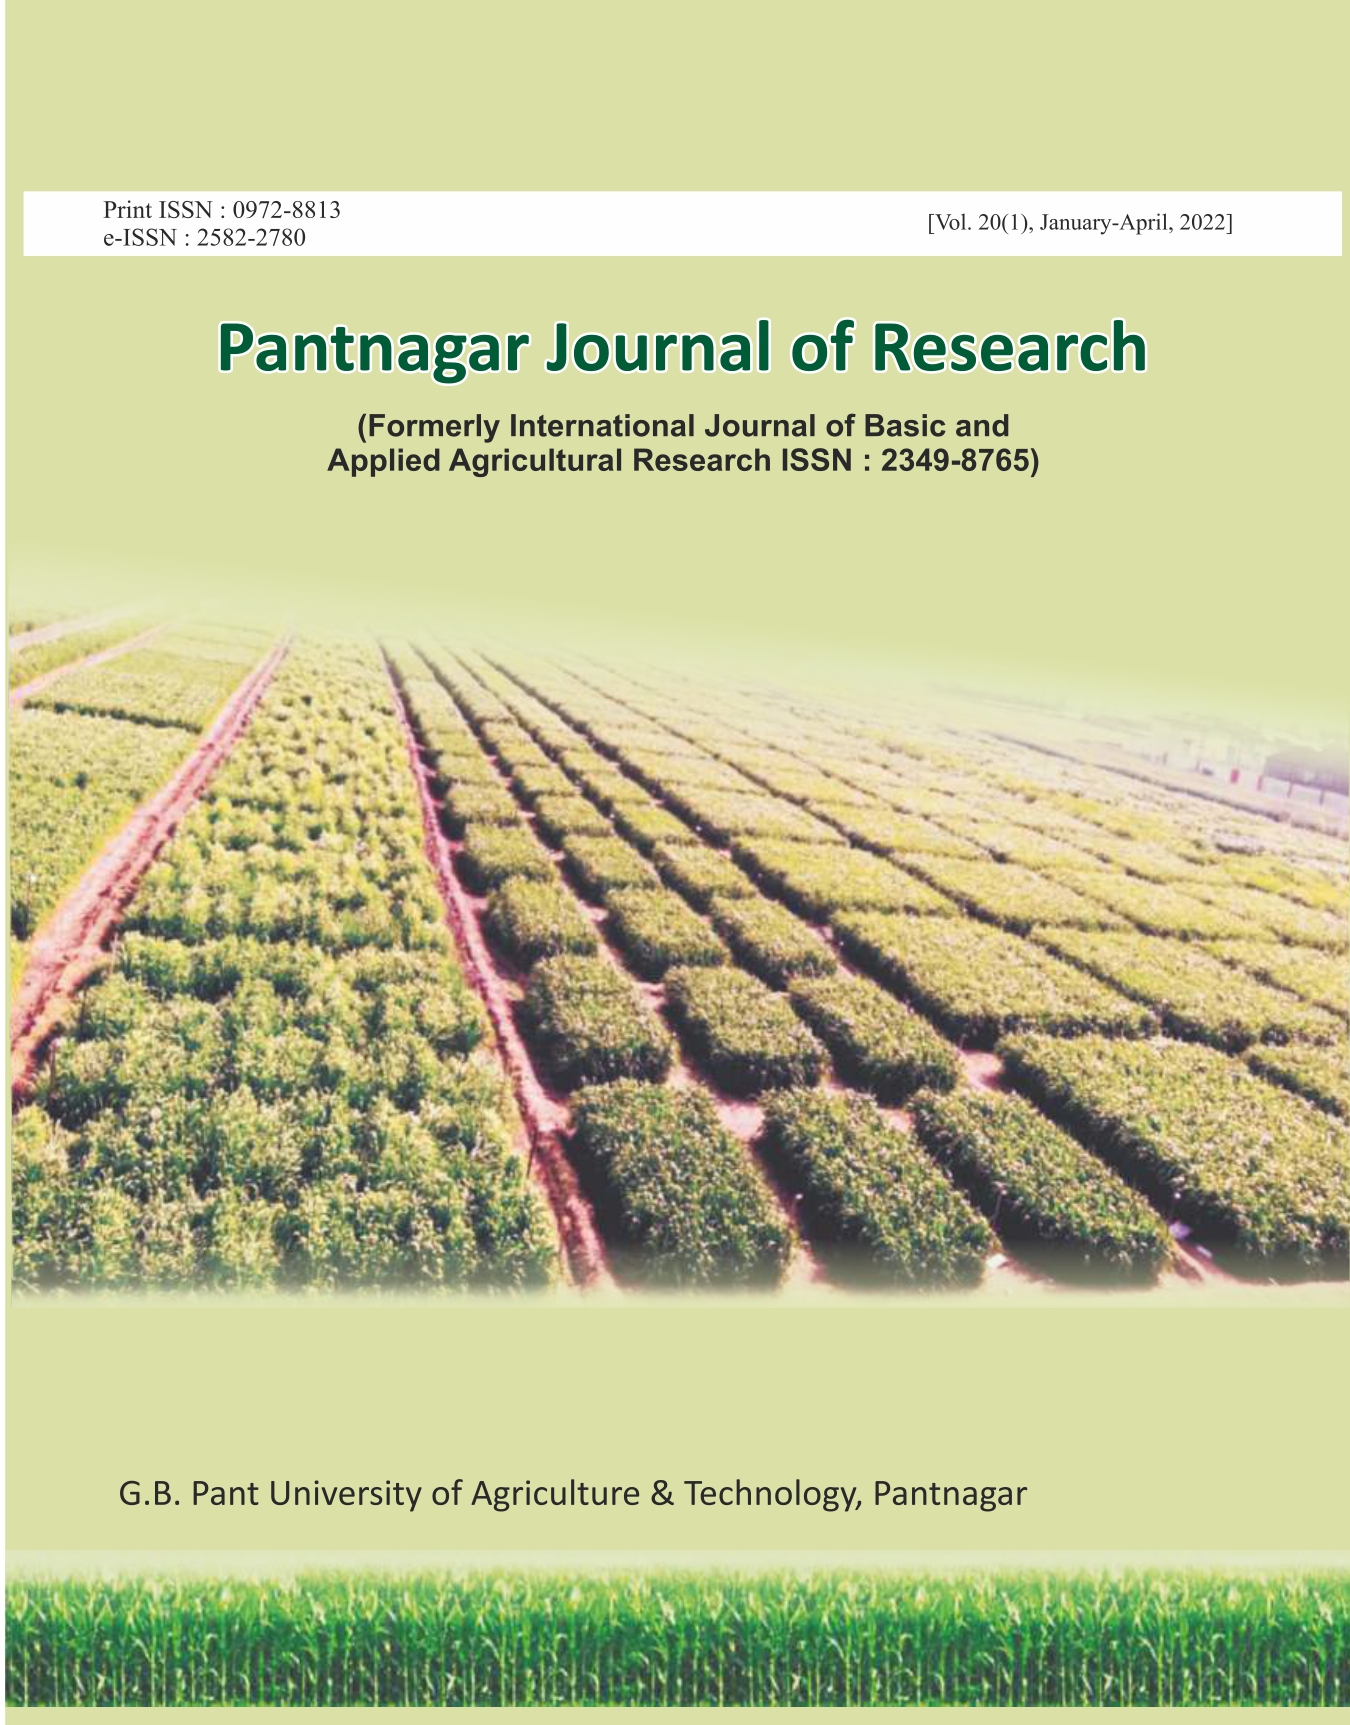 Print ISSN : 0972-8813
e-ISSN : 2582-2780
[Vol. 20(1), January-April, 2022]
Pantnagar Journal of Research
(Formerly International Journal of Basic and
Applied Agricultural Research ISSN : 2349-8765)
G.B. Pant University of Agriculture & Technology, Pantnagar